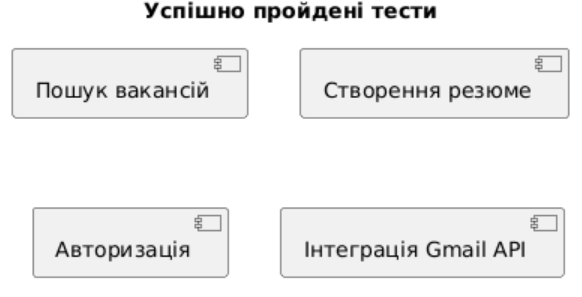 Успішно пройдені тести
Пошук вакансій
Створення резюме
Авторизація
Інтеграція Gmail API